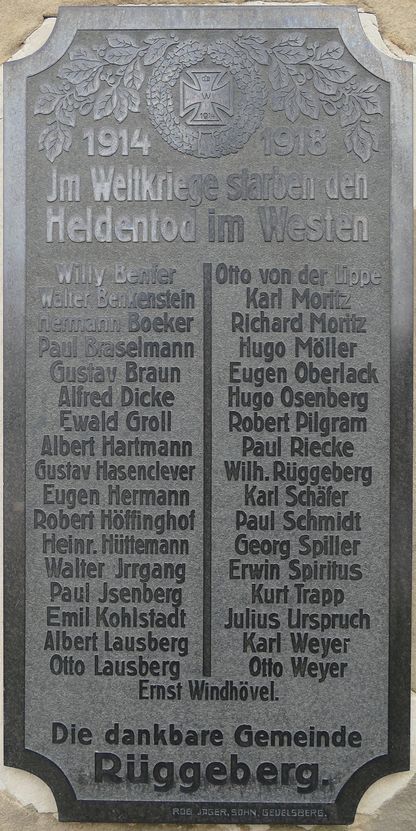 W
1914
1914 1918
Jm Weltkriege starben den
Heldentod im Westen
Willy Benfer
Walter Benkenstein
Hermann Boeker
Paul Braselmann
Gustav Braun
Alfred Dicke
Ewald Groll
Albert Hartmann
Gustav Hasenclever
Eugen Hermann
Robert Höffinghof
Heinr. Hüttemann
Walter Jrrgang
Paul Jsenberg
Emil Kohlstadt
Albert Lausberg
Otto Lausberg
Otto von der Lippe
Karl Moritz
Richard Moritz
Hugo Möller
Eugen Oberlack
Hugo Osenberg
Robert Pilgram
Paul Riecke
Wilh. Rüggeberg
Karl Schäfer
Paul Schmidt
Georg Spiller
Erwin Spiritus
Kurt Trapp
Julius Urspruch
Karl Weyer
Otto Weyer
Ernst Windhövel.
Die dankbare Gemeinde
Rüggeberg.
ROB. JÄGER, SOHN, GEVELSBERG.